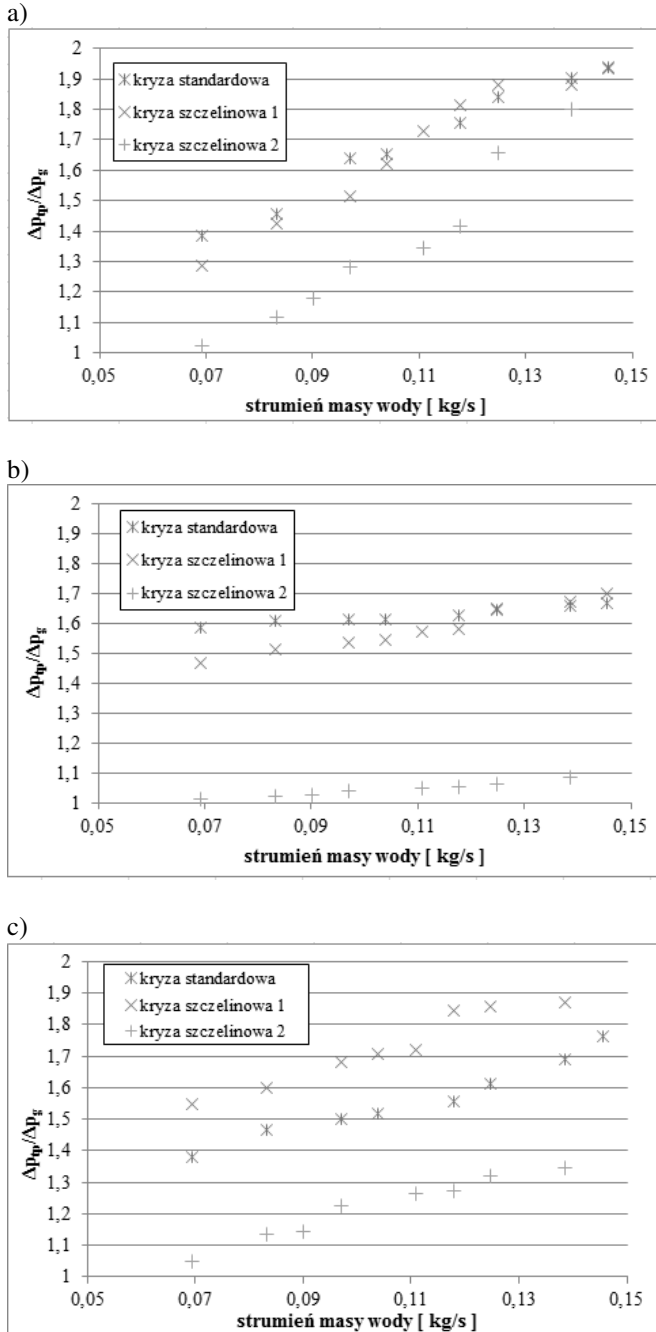 a)
2
1,9
1,8
1,7
1,6
1,5
1,4
1,3
1,2
1,1
1
Δptp/Δpg
kryza standardowa
kryza szczelinowa 1
kryza szczelinowa 2
0,05 0,07 0,09 0,11 0,13 0,15
strumień masy wody [ kg/s ]
b)
2
1,9
1,8
1,7
1,6
1,5
1,4
1,3
1,2
1,1
1
Δptp/Δpg
kryza standardowa
kryza szczelinowa 1
kryza szczelinowa 2
0,05 0,07 0,09 0,11 0,13 0,15
strumień masy wody [ kg/s ]
c)
2
1,9
1,8
1,7
1,6
1,5
1,4
1,3
1,2
1,1
1
Δptp/Δpg
kryza standardowa
kryza szczelinowa 1
kryza szczelinowa 2
0,05 0,07 0,09 0,11 0,13 0,15
strumień masy wody [ kg/s ]